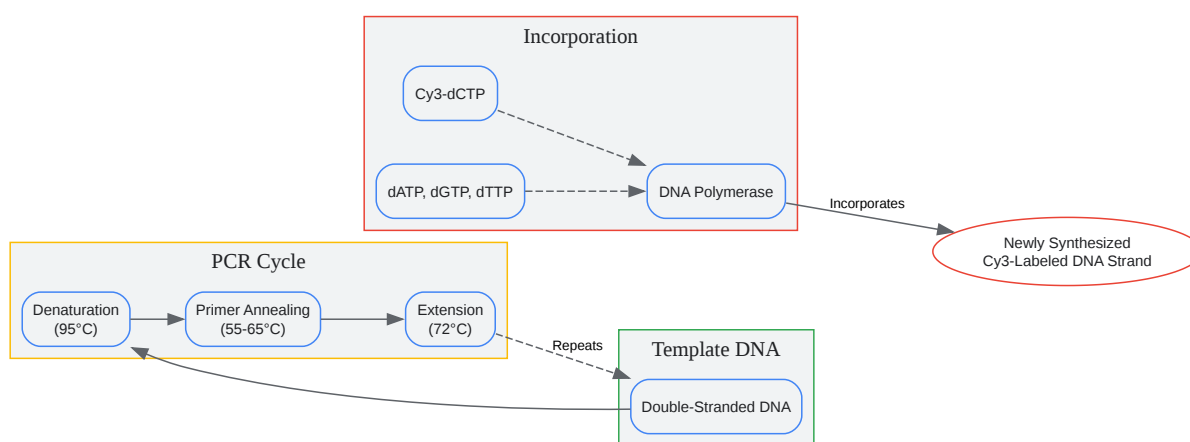 Incorporation
Cy3-dCTP
dATP, dGTP, dTTP
DNA Polymerase
Incorporates
Newly Synthesized
Cy3-Labeled DNA Strand
PCR Cycle
Denaturation
(95°C)
Primer Annealing
(55-65°C)
Extension
(72°C)
Repeats
Template DNA
Double-Stranded DNA